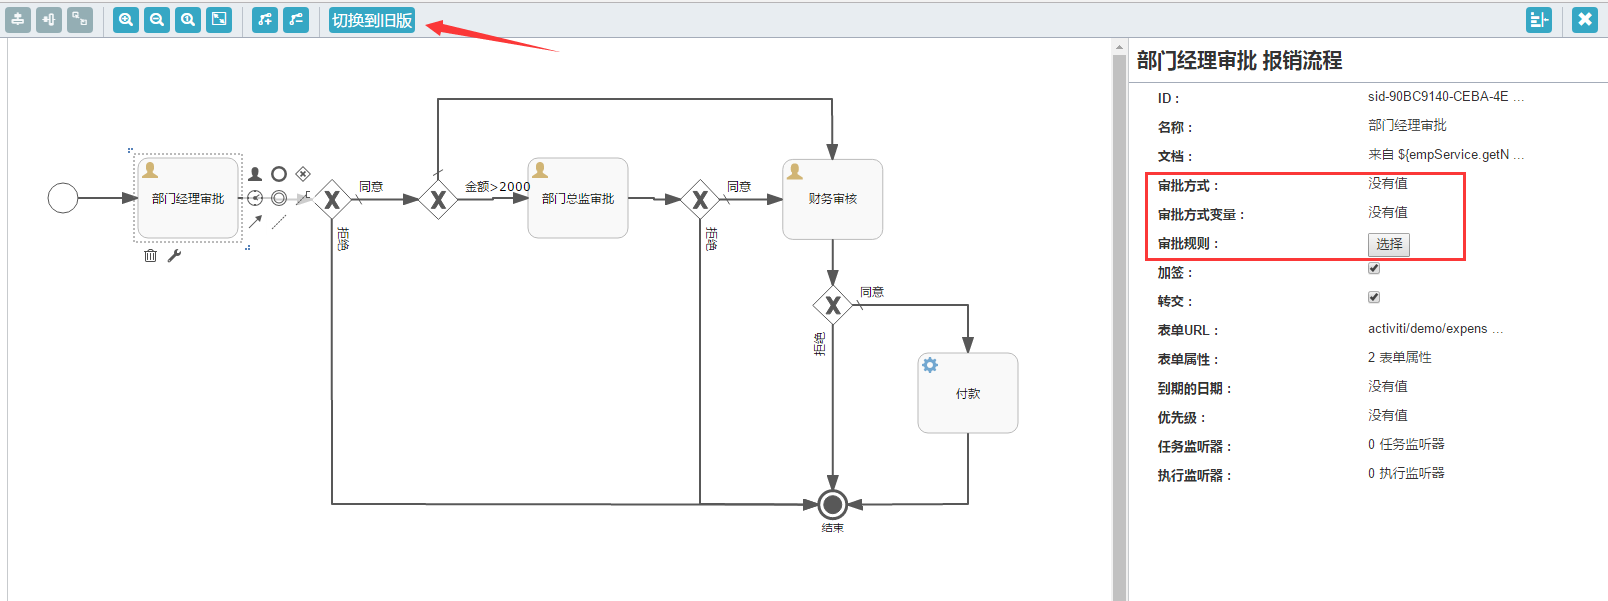 切换到旧版
部门经理审批
同意
拒绝
金额>2000
部门总监审批
同意
拒绝
财务审核
同意
拒绝
付款
结束
部门经理审批 报销流程
ID： sid-90BC9140-CEBA-4E ...
名称： 部门经理审批
文档： 来自 ${empService.getN ...
审批方式： 没有值
审批方式变量： 没有值
审批规则： 选择
加签：
转交：
表单URL： activiti/demo/expens ...
表单属性： 2 表单属性
到期的日期： 没有值
优先级： 没有值
任务监听器： 0 任务监听器
执行监听器： 0 执行监听器